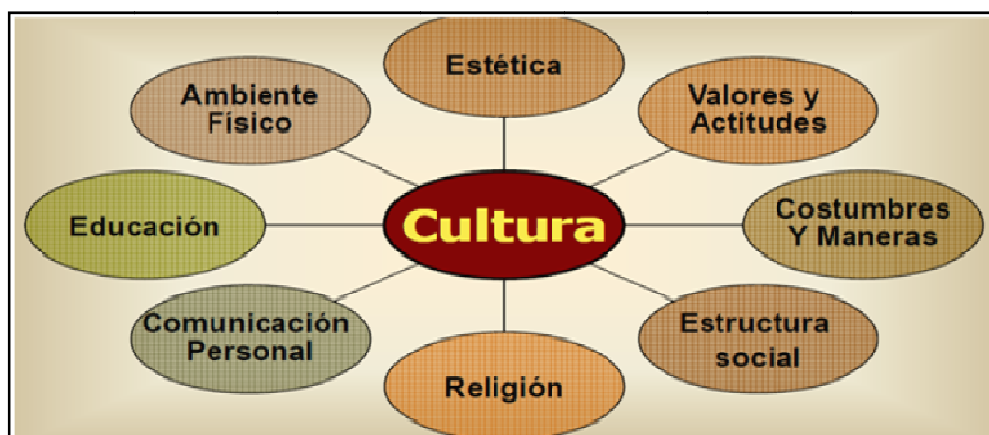 Estética
Ambiente
Físico
Valores y
Actitudes
Educación
Cultura
Costumbres
Y Maneras
Comunicación
Personal
Estructura
social
Religión